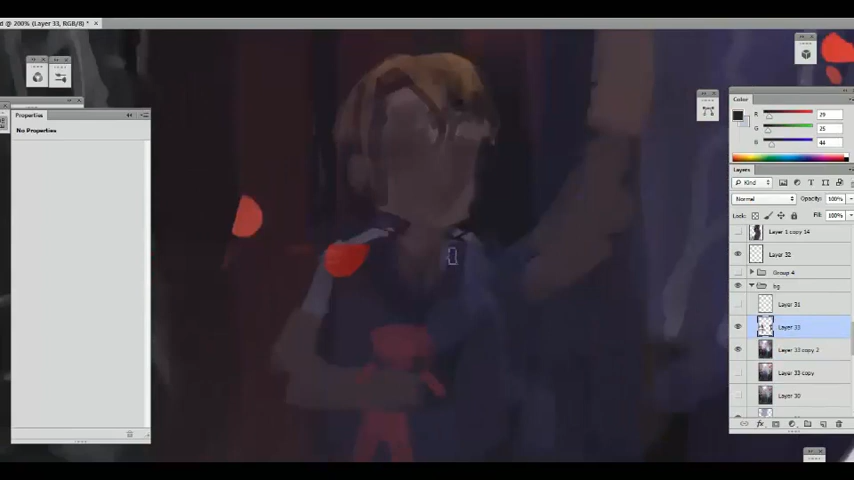 d @ 200% (Layer 33, RGB/8) * ×
Properties
No Properties
Color
R 29
G 25
B 44
Layers
Kind
Normal Opacity: 100%
Lock: Fill: 100%
Layer 1 copy 14
Layer 32
Group 4
bg
Layer 31
Layer 33
Layer 33 copy 2
Layer 33 copy
Layer 30
fx